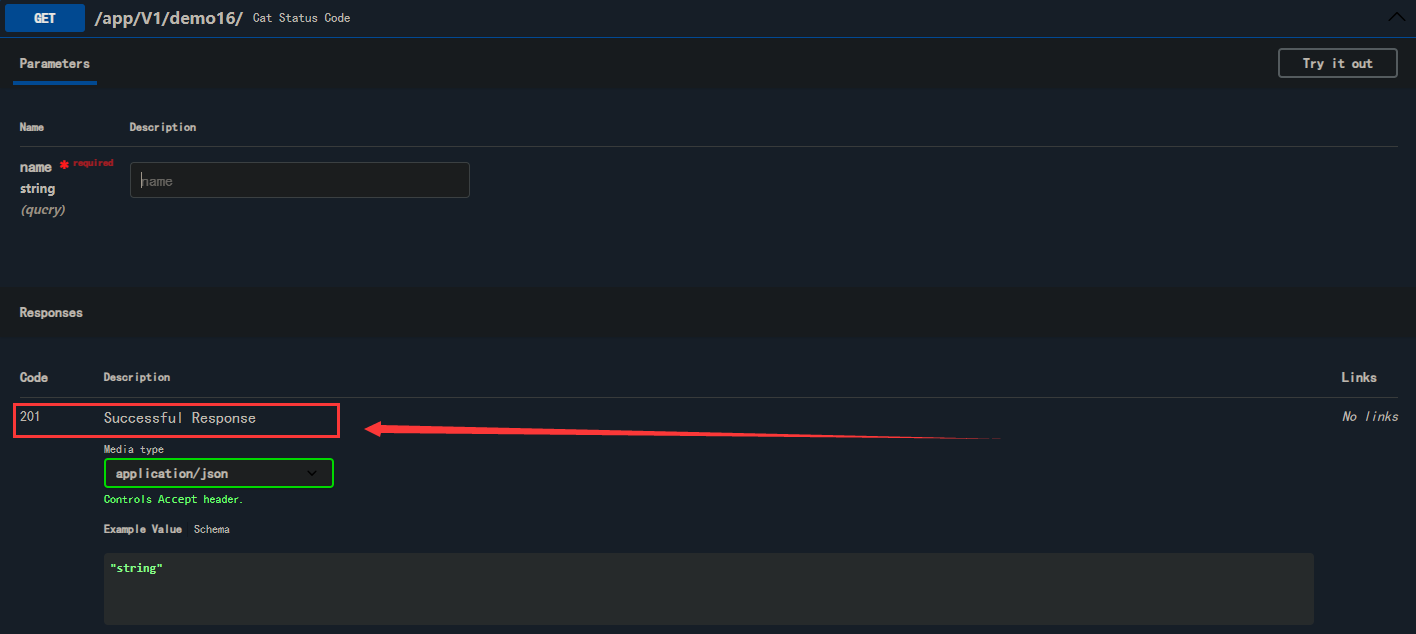 GET /app/V1/demo16/ Cat Status Code
Parameters
Try it out
Name Description
name * required
string
(query)
name
Responses
Code Description Links
201 Successful Response No links
Media type
application/json
Controls Accept header.
Example Value Schema
"string"